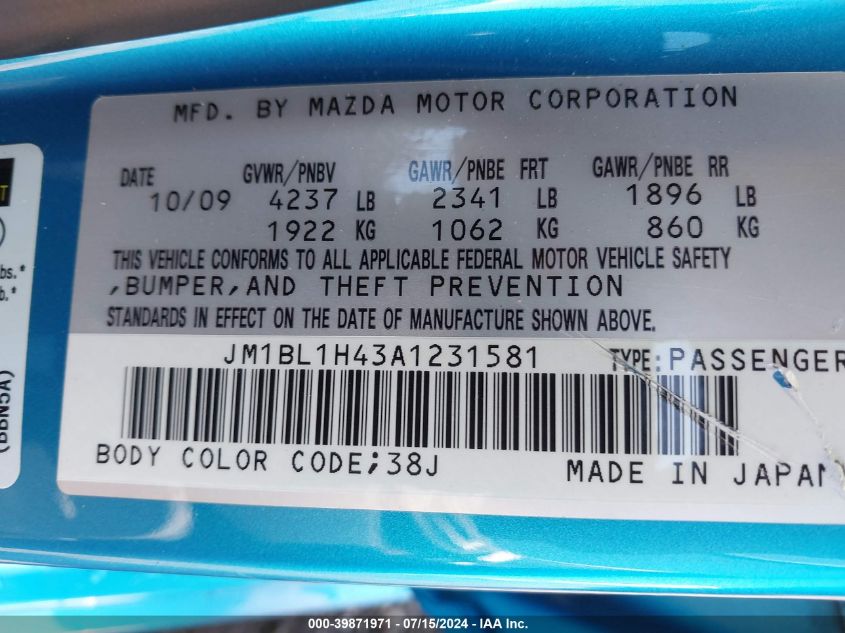 MFD. BY MAZDA MOTOR CORPORATION
DATE GVWR/PNBV GAWR/PNBE FRT GAWR/PNBE RR
10/09 4237 LB 2341 LB 1896 LB
1922 KG 1062 KG 860 KG
THIS VEHICLE CONFORMS TO ALL APPLICABLE FEDERAL MOTOR VEHICLE SAFETY
,BUMPER,AND THEFT PREVENTION
STANDARDS IN EFFECT ON THE DATE OF MANUFACTURE SHOWN ABOVE.
JM1BL1H43A1231581 TYPE:PASSENGER
BODY COLOR CODE;38J MADE IN JAPAN
bs.*
b.*
(BBN5A)
000-39871971 - 07/15/2024 - IAA Inc.